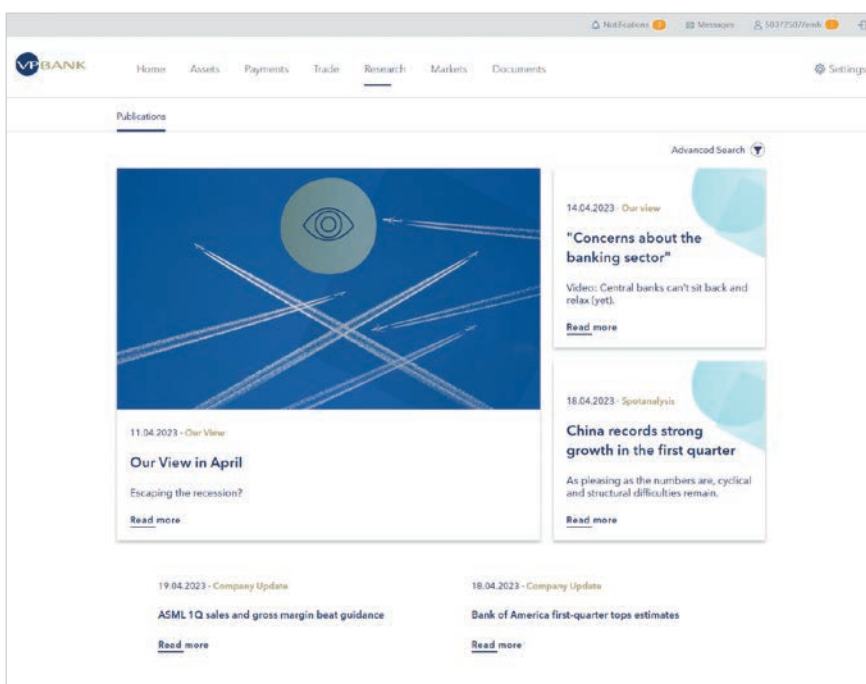 Notifications
Messages
VP BANK
Home Assets Payments Trade Research Markets Documents
Settings
Publications
Advanced Search
11.04.2023 - Our View
Our View in April
Escaping the recession?
Read more
14.04.2023 - Our view
"Concerns about the
banking sector"
Video: Central banks can't sit back and
relax (yet).
Read more
18.04.2023 - Spotanalysis
China records strong
growth in the first quarter
As pleasing as the numbers are, cyclical
and structural difficulties remain.
Read more
19.04.2023 - Company Update
ASML 1Q sales and gross margin beat guidance
Read more
18.04.2023 - Company Update
Bank of America first-quarter tops estimates
Read more